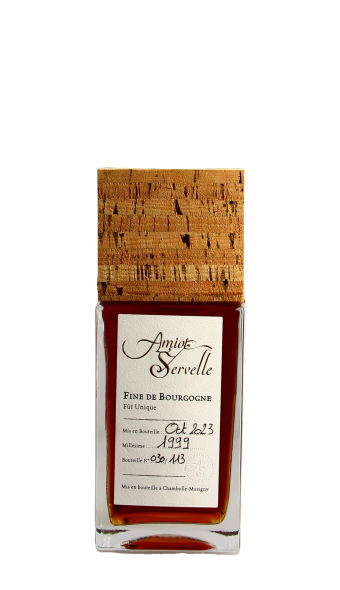 Amiot
Servelle
FINE DE BOURGOGNE
Fût Unique
Mis en Bouteille : Oct 2023
Millésime : 1999
Bouteille N° 030/113
Mis en bouteille à Chambolle-Musigny